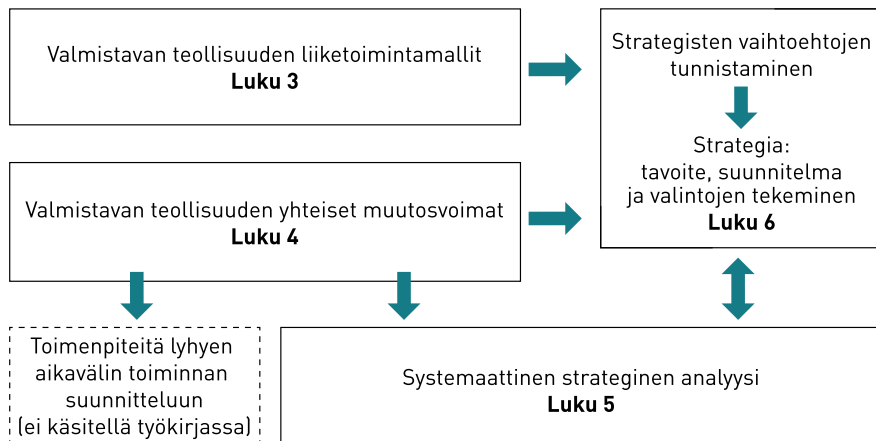 Valmistavan teollisuuden liiketoimintamallit
Luku 3
Strategisten vaihtoehtojen
tunnistaminen
Strategia:
tavoite, suunnitelma
ja valintojen tekeminen
Luku 6
Valmistavan teollisuuden yhteiset muutosvoimat
Luku 4
Toimenpiteitä lyhyen
aikavälin toiminnan
suunnitteluun
(ei käsitellä työkirjassa)
Systemaattinen strateginen analyysi
Luku 5